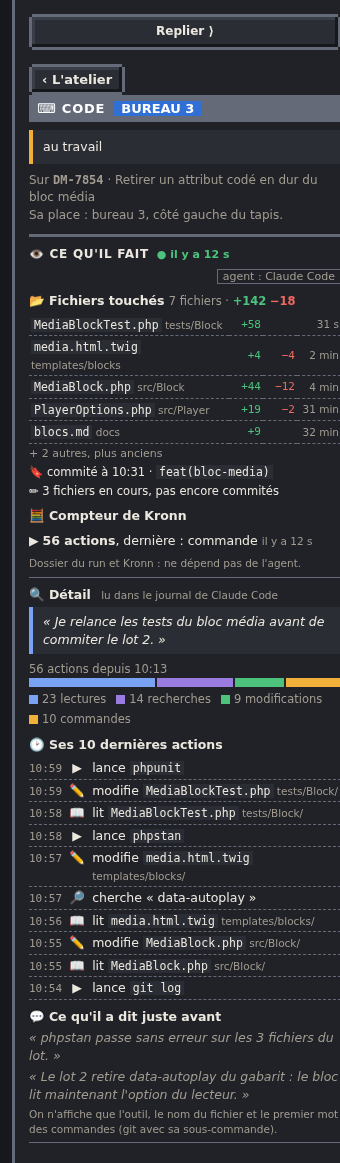 Replier ⟩
‹ L'atelier
⌨ CODE BUREAU 3
au travail
Sur DM-7854 · Retirer un attribut codé en dur du
bloc média
Sa place : bureau 3, côté gauche du tapis.
👁 CE QU'IL FAIT ● il y a 12 s
agent : Claude Code
📂 Fichiers touchés 7 fichiers · +142 −18
MediaBlockTest.php tests/Block +58 31 s
media.html.twig
templates/blocks +4 −4 2 min
MediaBlock.php src/Block +44 −12 4 min
PlayerOptions.php src/Player +19 −2 31 min
blocs.md docs +9 32 min
+ 2 autres, plus anciens
🔖 commité à 10:31 · feat(bloc-media)
✏ 3 fichiers en cours, pas encore commités
🧮 Compteur de Kronn
▶ 56 actions, dernière : commande il y a 12 s
Dossier du run et Kronn : ne dépend pas de l'agent.
🔍 Détail lu dans le journal de Claude Code
« Je relance les tests du bloc média avant de
commiter le lot 2. »
56 actions depuis 10:13
23 lectures 14 recherches 9 modifications
10 commandes
🕑 Ses 10 dernières actions
10:59 ▶ lance phpunit
10:59 ✏️ modifie MediaBlockTest.php tests/Block/
10:58 📖 lit MediaBlockTest.php tests/Block/
10:58 ▶ lance phpstan
10:57 ✏️ modifie media.html.twig
templates/blocks/
10:57 🔎 cherche « data-autoplay »
10:56 📖 lit media.html.twig templates/blocks/
10:55 ✏️ modifie MediaBlock.php src/Block/
10:55 📖 lit MediaBlock.php src/Block/
10:54 ▶ lance git log
💬 Ce qu'il a dit juste avant
« phpstan passe sans erreur sur les 3 fichiers du
lot. »
« Le lot 2 retire data-autoplay du gabarit : le bloc
lit maintenant l'option du lecteur. »
On n'affiche que l'outil, le nom du fichier et le premier mot
des commandes (git avec sa sous-commande).